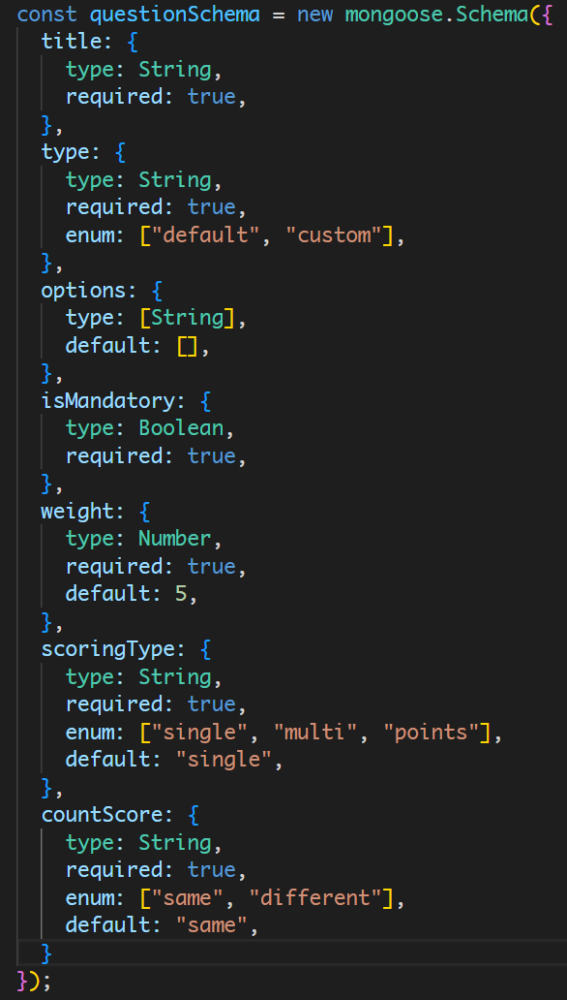 const questionSchema = new mongoose.Schema({
  title: {
    type: String,
    required: true,
  },
  type: {
    type: String,
    required: true,
    enum: ["default", "custom"],
  },
  options: {
    type: [String],
    default: [],
  },
  isMandatory: {
    type: Boolean,
    required: true,
  },
  weight: {
    type: Number,
    required: true,
    default: 5,
  },
  scoringType: {
    type: String,
    required: true,
    enum: ["single", "multi", "points"],
    default: "single",
  },
  countScore: {
    type: String,
    required: true,
    enum: ["same", "different"],
    default: "same",
  }
});